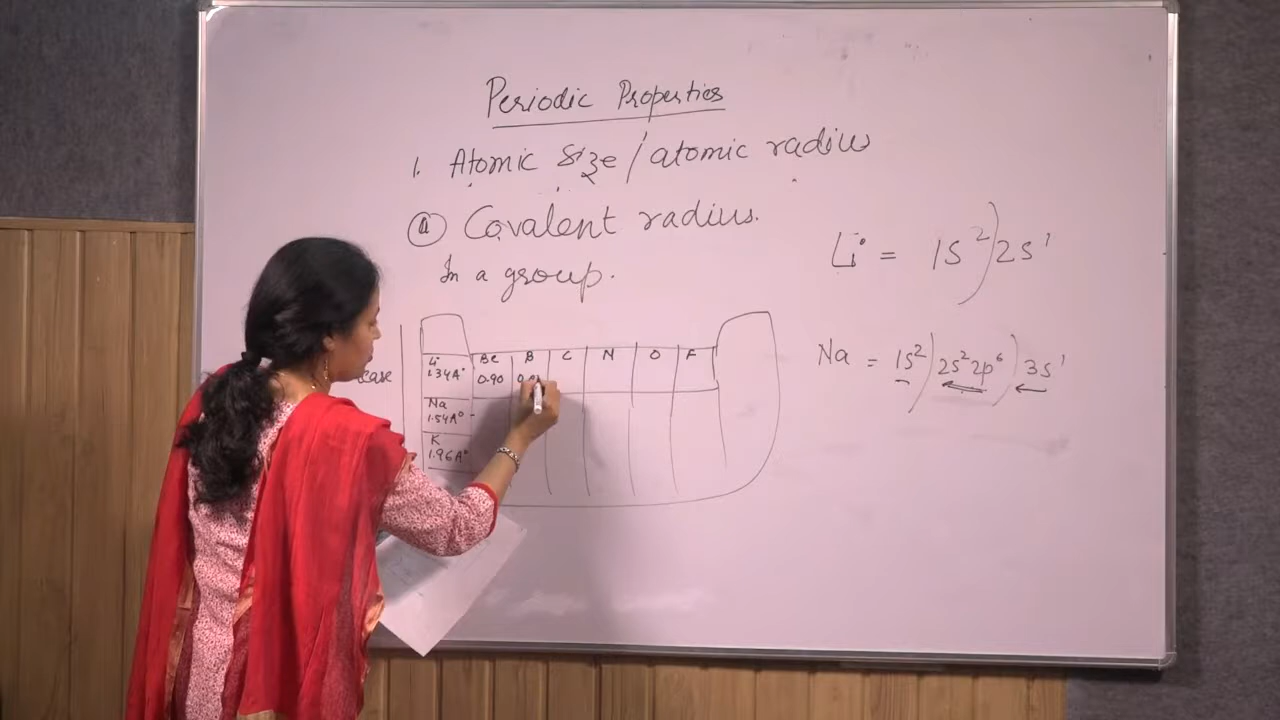 Periodic Properties
1. Atomic Size / atomic radius
(a) Covalent radius.
In a group.
Li = 1S² ) 2S¹
Na = 1S² ) 2S² 2p⁶ ) 3S¹
Li Be B C N O F
1.34A° 0.90
Na
1.54A°
K
1.96A°